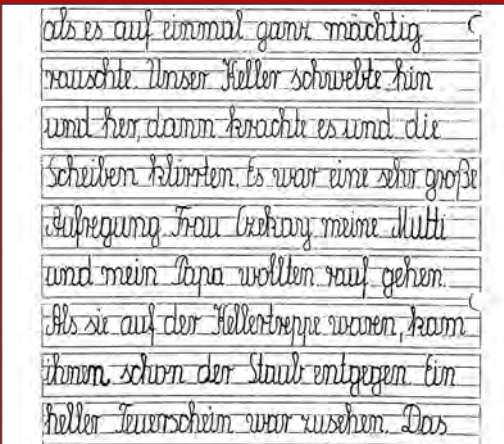 als es auf einmal ganz mächtig
rauschte. Unser Keller schwebte hin
und her, dann krachte es und die
Scheiben klirrten. Es war eine sehr große
Aufregung. Frau Czekay, meine Mutti
und mein Papa wollten rauf gehen.
Als sie auf der Kellertreppe waren, kam
ihnen schon der Staub entgegen. Ein
heller Feuerschein war zusehen. Das